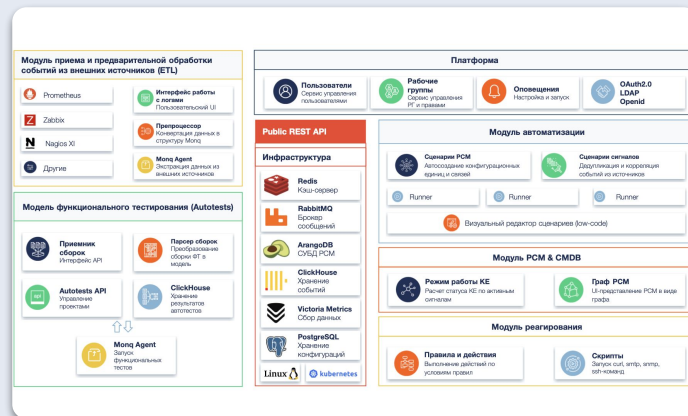 Модуль приема и предварительной обработки
событий из внешних источников (ETL)
Prometheus
Zabbix
Nagios XI
Другие
Интерфейс работы
с логами
Пользовательский UI
Препроцессор
Конвертация данных в
структуру Monq
Monq Agent
Экстракция данных из
внешних источников
Модель функционального тестирования (Autotests)
Приемник
сборок
Интерфейс API
Парсер сборок
Преобразование
сборки ФТ в
модель
Autotests API
Управление
проектами
ClickHouse
Хранение
результатов
автотестов
Monq Agent
Запуск
функциональных
тестов
Платформа
Пользователи
Сервис управления
пользователями
Рабочие
группы
Сервис управления
РГ и правами
Оповещения
Настройка и запуск
OAuth2.0
LDAP
Openid
Public REST API
Инфраструктура
Redis
Кэш-сервер
RabbitMQ
Брокер
сообщений
ArangoDB
СУБД РСМ
ClickHouse
Хранение
событий
Victoria Metrics
Сбор данных
PostgreSQL
Хранение
конфигураций
Linux
kubernetes
Модуль автоматизации
Сценарии РСМ
Автосоздание конфигурационных
единиц и связей
Сценарии сигналов
Дедупликация и корреляция
событий из источников
Runner
Runner
Runner
Визуальный редактор сценариев (low-code)
Модуль РСМ & CMDB
Режим работы КЕ
Расчет статуса КЕ по активным
сигналам
Граф РСМ
UI-представление РСМ в виде
графа
Модуль реагирования
Правила и действия
Выполнение действий по
условиям правил
Скрипты
Запуск curl, smtp, snmp,
ssh-команд